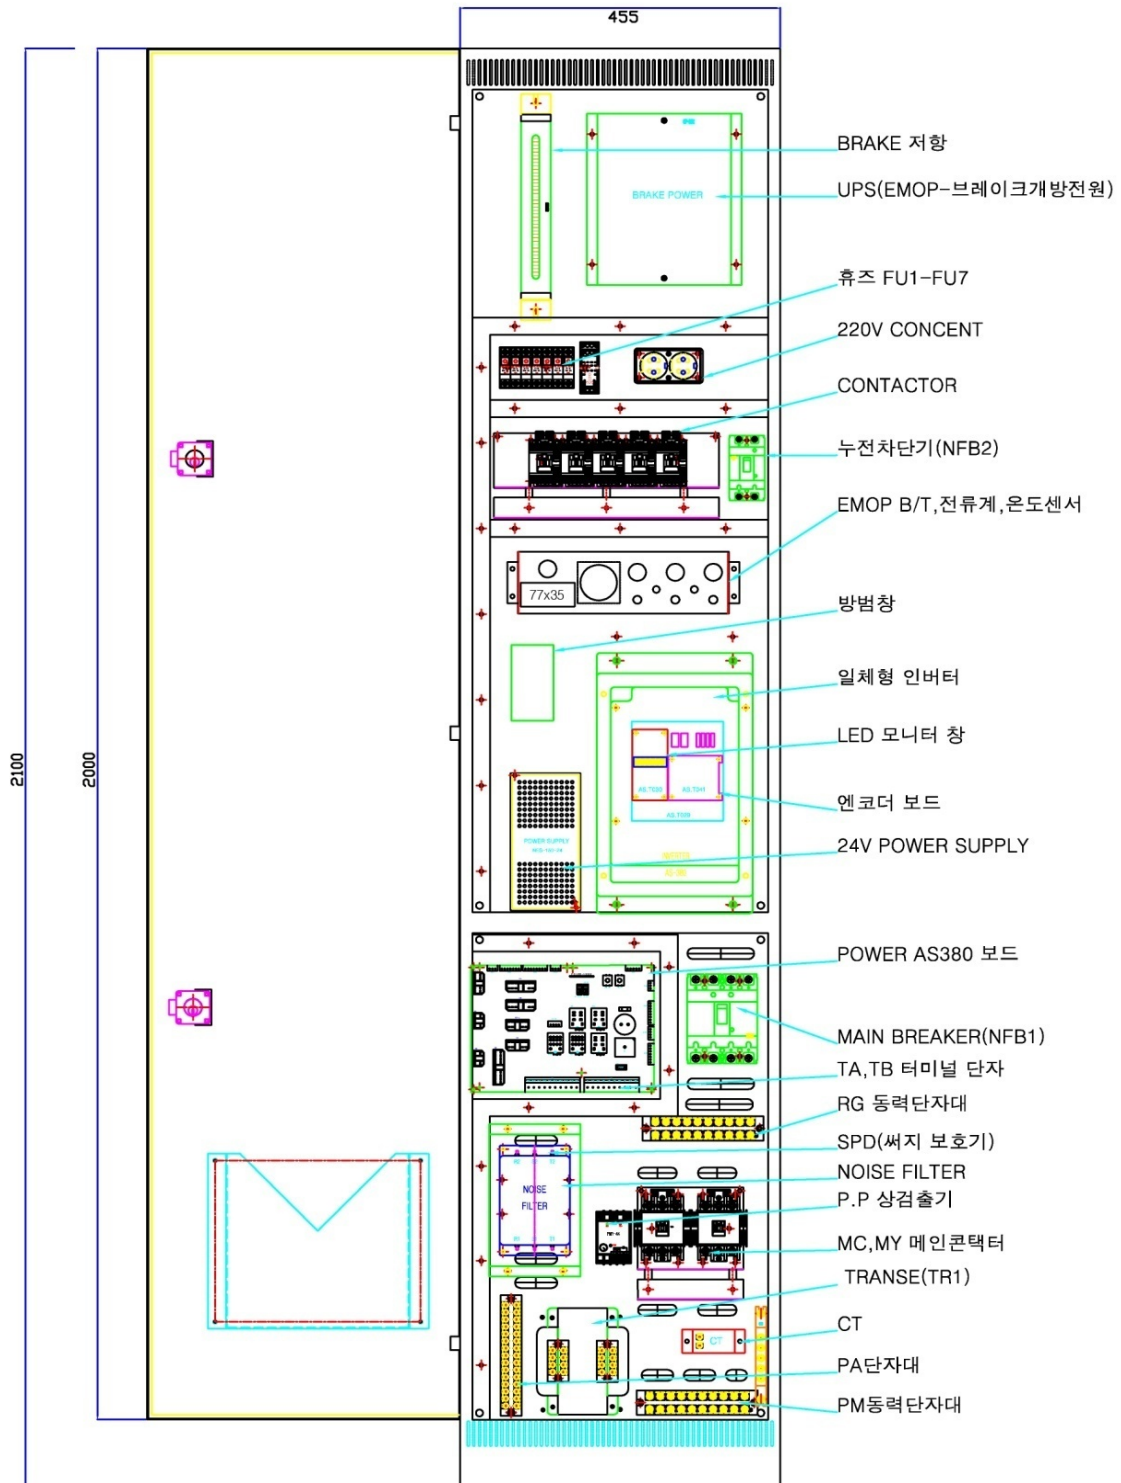 455
BRAKE 저항
UPS(EMOP-브레이크개방전원)
BRAKE POWER
휴즈 FU1-FU7
220V CONCENT
CONTACTOR
누전차단기(NFB2)
EMOP B/T,전류계,온도센서
77x35
방범창
일체형 인버터
LED 모니터 창
2100
2000
엔코더 보드
POWER SUPPLY
24V POWER SUPPLY
INVERTER
POWER AS380 보드
MAIN BREAKER(NFB1)
TA,TB 터미널 단자
RG 동력단자대
SPD(써지 보호기)
NOISE FILTER
NOISE
FILTER
P.P 상검출기
MC,MY 메인콘택터
TRANSE(TR1)
CT
CT
PA단자대
PM동력단자대